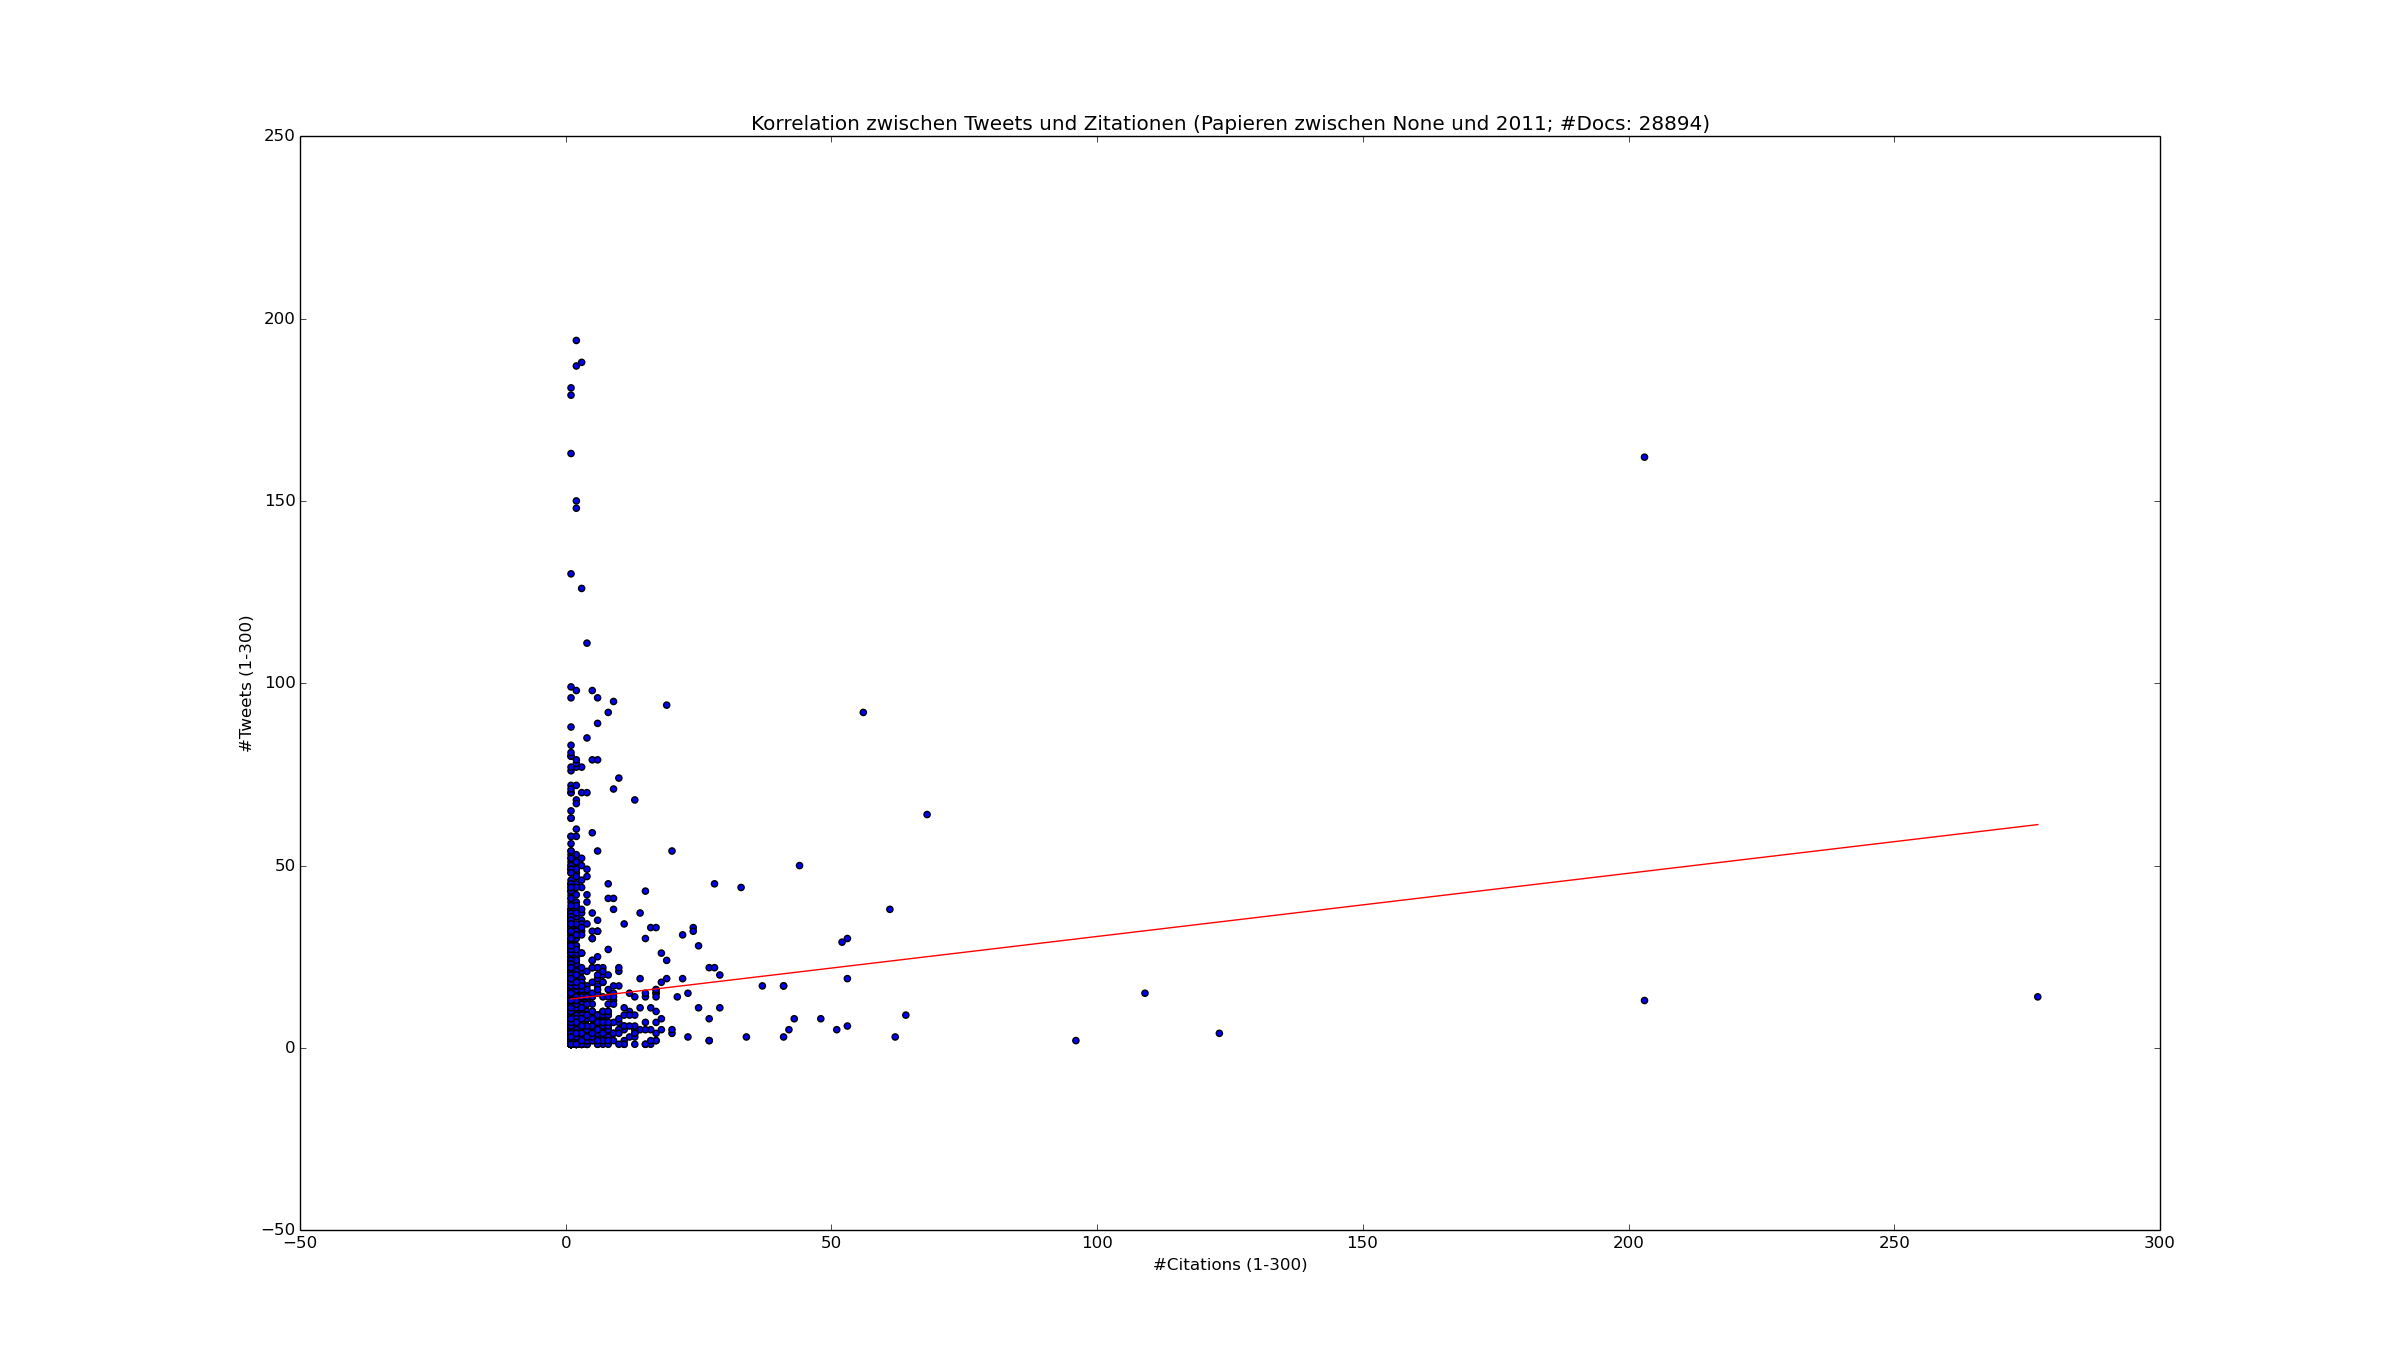 Korrelation zwischen Tweets und Zitationen (Papieren zwischen None und 2011; #Docs: 28894)
250
200
150
100
50
0
−50
#Tweets (1-300)
−50 0 50 100 150 200 250 300
#Citations (1-300)